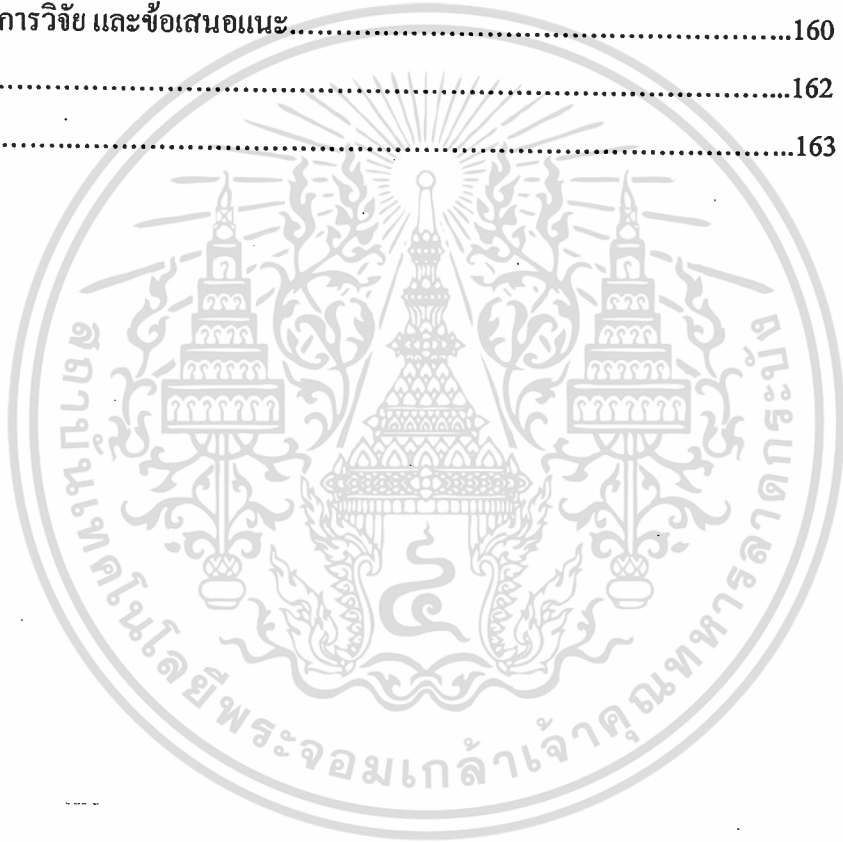 การวิจัย และข้อเสนอแนะ......................................................................160
......................................................................162
......................................................................163
สถาบันเทคโนโลยีพระจอมเกล้าเจ้าคุณทหารลาดกระบัง
๔